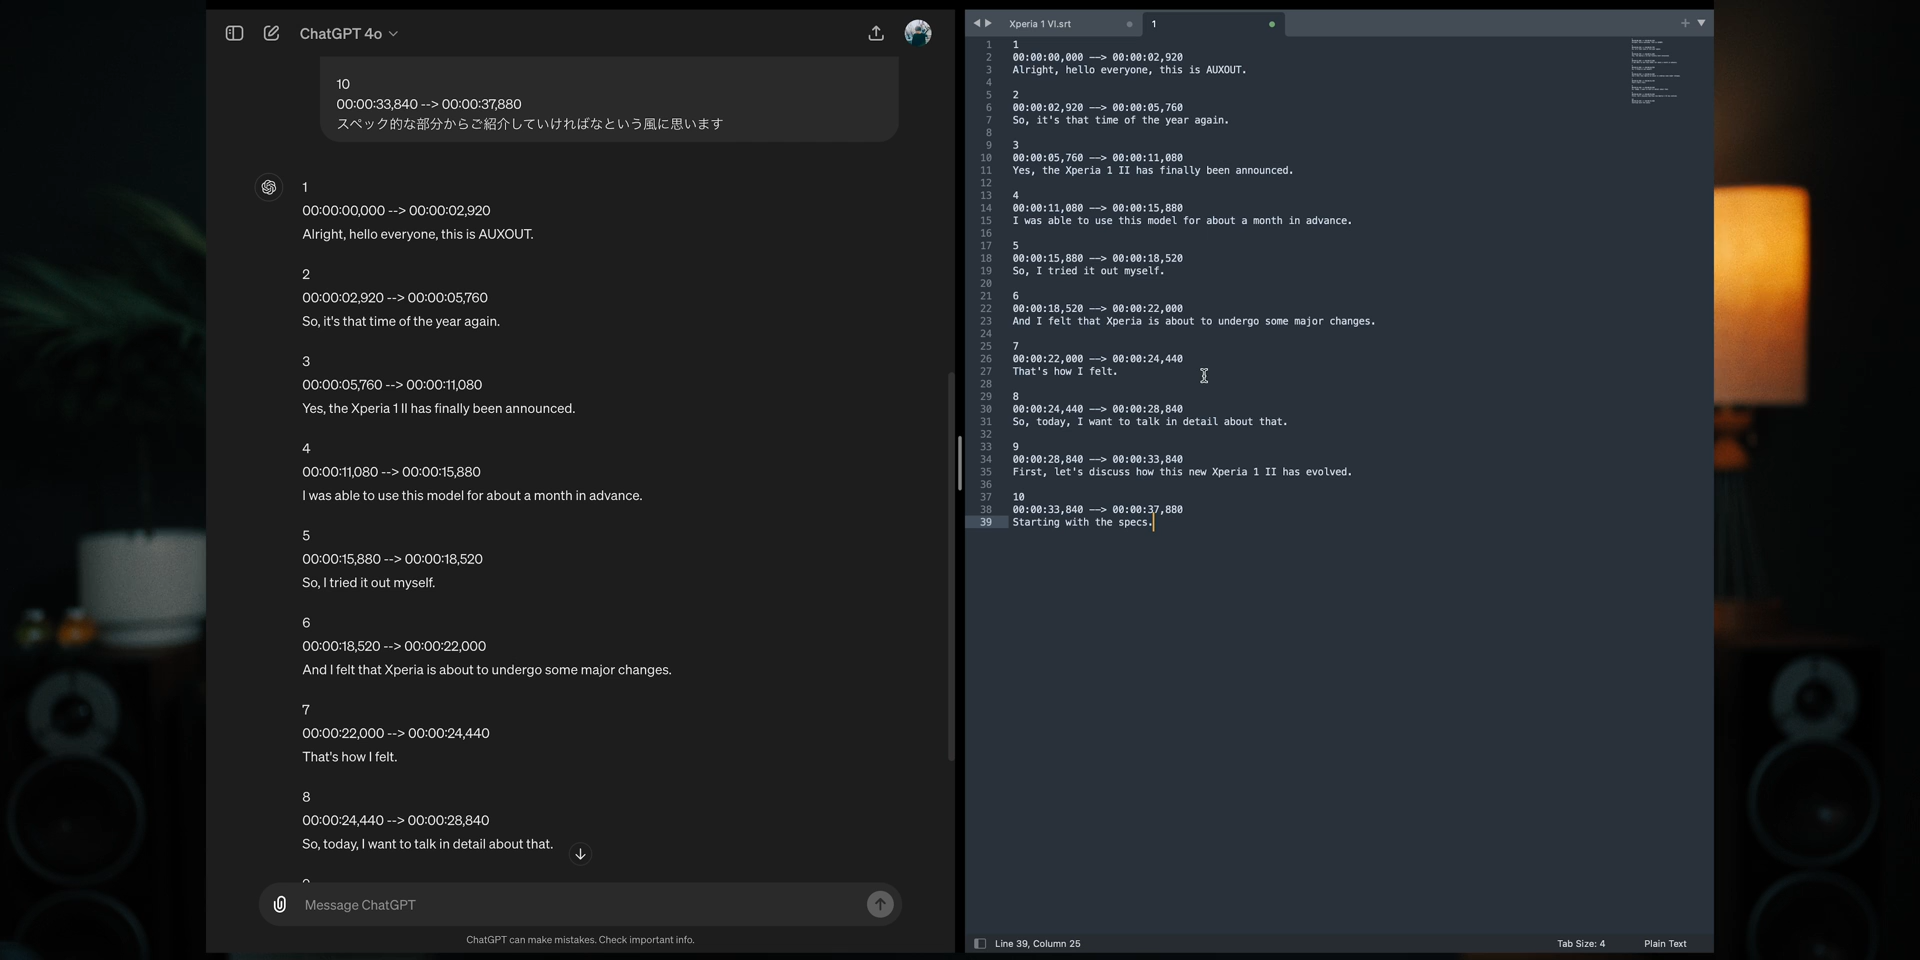 ChatGPT 4o
10
00:00:33,840 --> 00:00:37,880
スペック的な部分からご紹介していければなという風に思います
1
00:00:00,000 --> 00:00:02,920
Alright, hello everyone, this is AUXOUT.
2
00:00:02,920 --> 00:00:05,760
So, it's that time of the year again.
3
00:00:05,760 --> 00:00:11,080
Yes, the Xperia 1 II has finally been announced.
4
00:00:11,080 --> 00:00:15,880
I was able to use this model for about a month in advance.
5
00:00:15,880 --> 00:00:18,520
So, I tried it out myself.
6
00:00:18,520 --> 00:00:22,000
And I felt that Xperia is about to undergo some major changes.
7
00:00:22,000 --> 00:00:24,440
That's how I felt.
8
00:00:24,440 --> 00:00:28,840
So, today, I want to talk in detail about that.
Message ChatGPT
ChatGPT can make mistakes. Check important info.
Xperia 1 VI.srt
1
1 1
2 00:00:00,000 --> 00:00:02,920
3 Alright, hello everyone, this is AUXOUT.
4
5 2
6 00:00:02,920 --> 00:00:05,760
7 So, it's that time of the year again.
8
9 3
10 00:00:05,760 --> 00:00:11,080
11 Yes, the Xperia 1 II has finally been announced.
12
13 4
14 00:00:11,080 --> 00:00:15,880
15 I was able to use this model for about a month in advance.
16
17 5
18 00:00:15,880 --> 00:00:18,520
19 So, I tried it out myself.
20
21 6
22 00:00:18,520 --> 00:00:22,000
23 And I felt that Xperia is about to undergo some major changes.
24
25 7
26 00:00:22,000 --> 00:00:24,440
27 That's how I felt.
28
29 8
30 00:00:24,440 --> 00:00:28,840
31 So, today, I want to talk in detail about that.
32
33 9
34 00:00:28,840 --> 00:00:33,840
35 First, let's discuss how this new Xperia 1 II has evolved.
36
37 10
38 00:00:33,840 --> 00:00:37,880
39 Starting with the specs.
Line 39, Column 25
Tab Size: 4
Plain Text